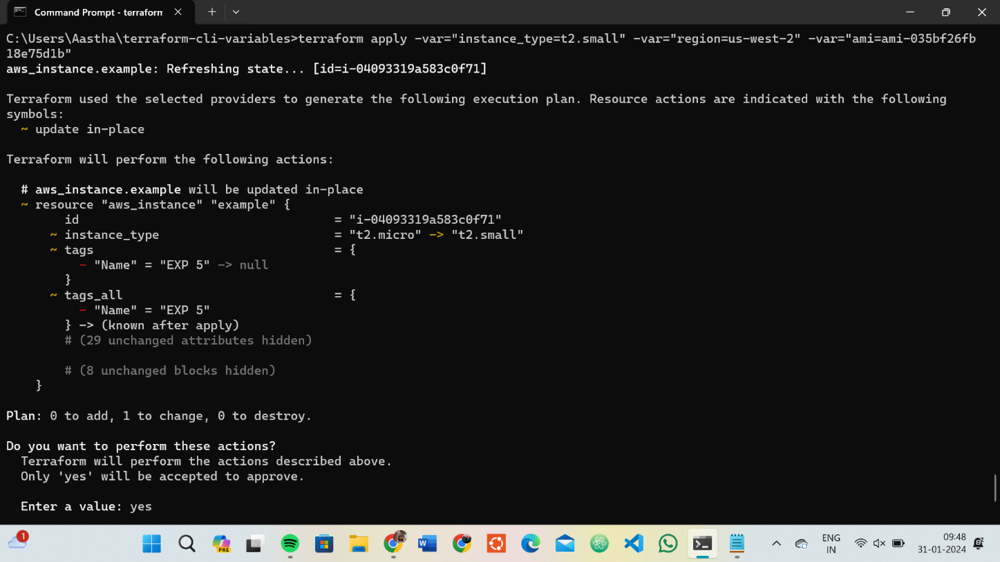 Command Prompt - terraform
C:\Users\Aastha\terraform-cli-variables>terraform apply -var="instance_type=t2.small" -var="region=us-west-2" -var="ami=ami-035bf26fb
18e75d1b"
aws_instance.example: Refreshing state... [id=i-04093319a583c0f71]
Terraform used the selected providers to generate the following execution plan. Resource actions are indicated with the following
symbols:
~ update in-place
Terraform will perform the following actions:
# aws_instance.example will be updated in-place
~ resource "aws_instance" "example" {
id = "i-04093319a583c0f71"
~ instance_type = "t2.micro" -> "t2.small"
~ tags = {
- "Name" = "EXP 5" -> null
}
~ tags_all = {
- "Name" = "EXP 5"
} -> (known after apply)
# (29 unchanged attributes hidden)
# (8 unchanged blocks hidden)
}
Plan: 0 to add, 1 to change, 0 to destroy.
Do you want to perform these actions?
Terraform will perform the actions described above.
Only 'yes' will be accepted to approve.
Enter a value: yes
1
PRE
W
ENG
IN
09:48
31-01-2024